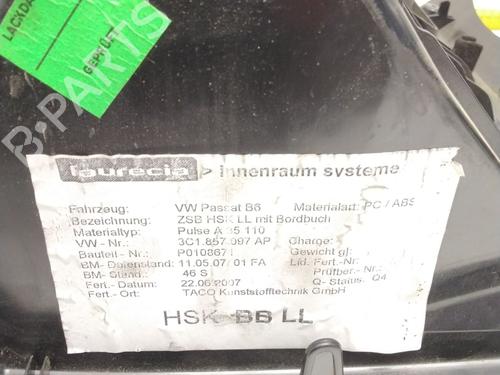 LACKDA
GEPRÜFT
B-PARTS
faurecia > Innenraum systeme
Fahrzeug: VW Passat B6 Materialart: PC / ABS
Bezeichnung: ZSB HSK LL mit Bordbuch
Materialtyp: Pulse A 35 110
VW - Nr.: 3C1.857.097 AP Charge:
Bauteil - Nr.: Gewicht g]:
BM- Datenstand: 11.05.07/ 01 FA Lfd. Fert.-Nr.
BM- Stand.: 46 S Prüfber.- Nr.
Fert.- Datum: 22.06.2007 Q- Status: Q4
Fert.- Ort: TACO Kunststofftechnik GmbH
HSK BB LL